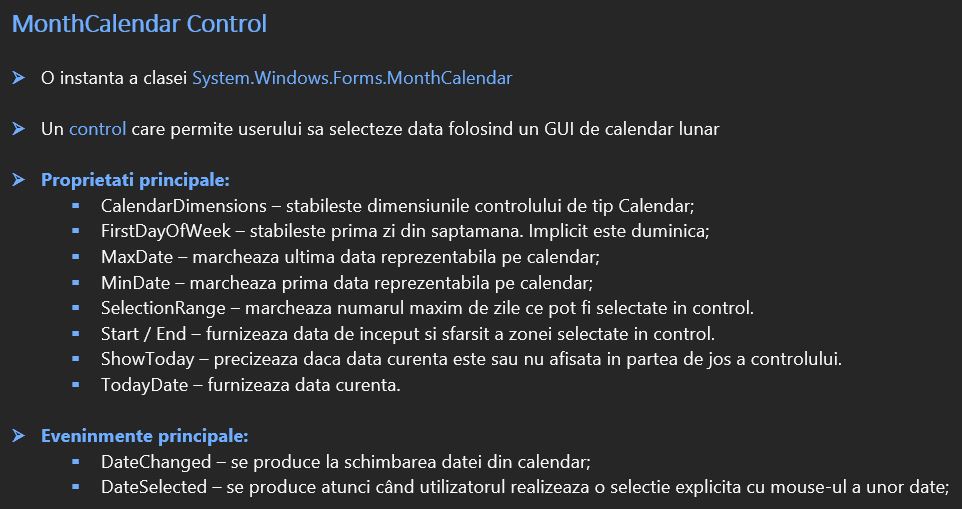 MonthCalendar Control
O instanta a clasei System.Windows.Forms.MonthCalendar
Un control care permite userului sa selecteze data folosind un GUI de calendar lunar
Proprietati principale:
CalendarDimensions – stabileste dimensiunile controlului de tip Calendar;
FirstDayOfWeek – stabileste prima zi din saptamana. Implicit este duminica;
MaxDate – marcheaza ultima data reprezentabila pe calendar;
MinDate – marcheaza prima data reprezentabila pe calendar;
SelectionRange – marcheaza numarul maxim de zile ce pot fi selectate in control.
Start / End – furnizeaza data de inceput si sfarsit a zonei selectate in control.
ShowToday – precizeaza daca data curenta este sau nu afisata in partea de jos a controlului.
TodayDate – furnizeaza data curenta.
Eveninmente principale:
DateChanged – se produce la schimbarea datei din calendar;
DateSelected – se produce atunci când utilizatorul realizeaza o selectie explicita cu mouse-ul a unor date;